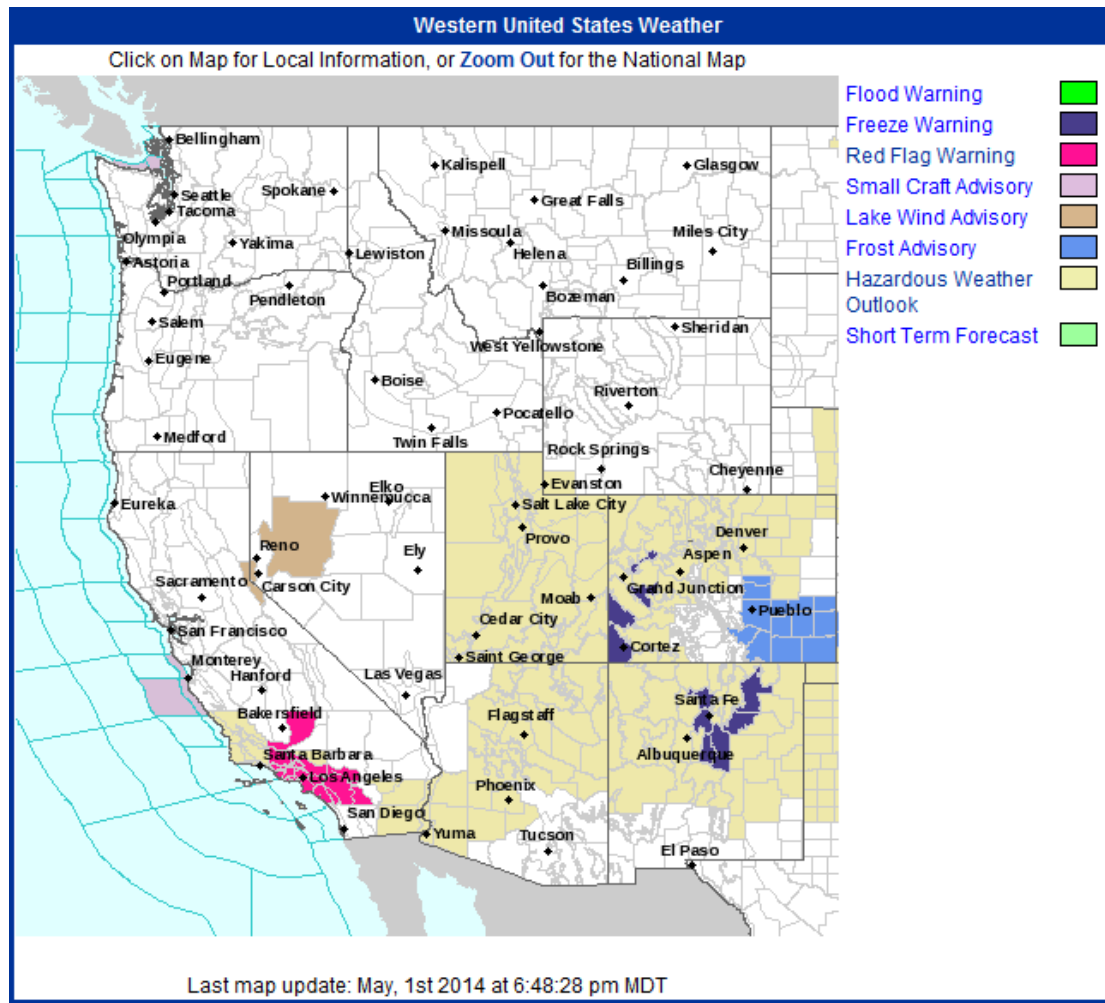 Western United States Weather
Click on Map for Local Information, or Zoom Out for the National Map
Flood Warning
Freeze Warning
Red Flag Warning
Small Craft Advisory
Lake Wind Advisory
Frost Advisory
Hazardous Weather
Outlook
Short Term Forecast
Bellingham
Kalispell
Glasgow
Seattle
Spokane
Great Falls
Tacoma
Olympia
Yakima
Missoula
Miles City
Lewiston
Helena
Astoria
Billings
Portland
Pendleton
Bozeman
Salem
Sheridan
West Yellowstone
Eugene
Boise
Riverton
Pocatello
Medford
Twin Falls
Rock Springs
Cheyenne
Elko
Evanston
Winnemucca
Eureka
Salt Lake City
Provo
Denver
Reno
Ely
Aspen
Sacramento
Carson City
Grand Junction
Moab
Pueblo
Cedar City
San Francisco
Cortez
Saint George
Monterey
Hanford
Las Vegas
Santa Fe
Bakersfield
Flagstaff
Albuquerque
Santa Barbara
Los Angeles
Phoenix
San Diego
Yuma
Tucson
El Paso
Last map update: May, 1st 2014 at 6:48:28 pm MDT